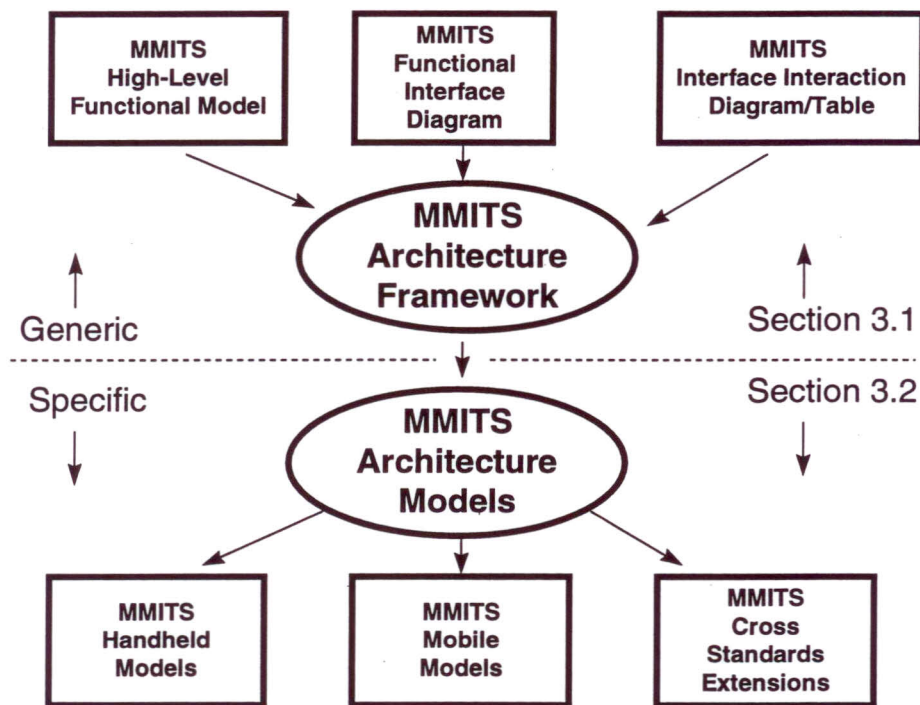 MMITS
High-Level
Functional Model
MMITS
Functional
Interface
Diagram
MMITS
Interface Interaction
Diagram/Table
MMITS
Architecture
Framework
Generic
Section 3.1
Specific
Section 3.2
MMITS
Architecture
Models
MMITS
Handheld
Models
MMITS
Mobile
Models
MMITS
Cross
Standards
Extensions